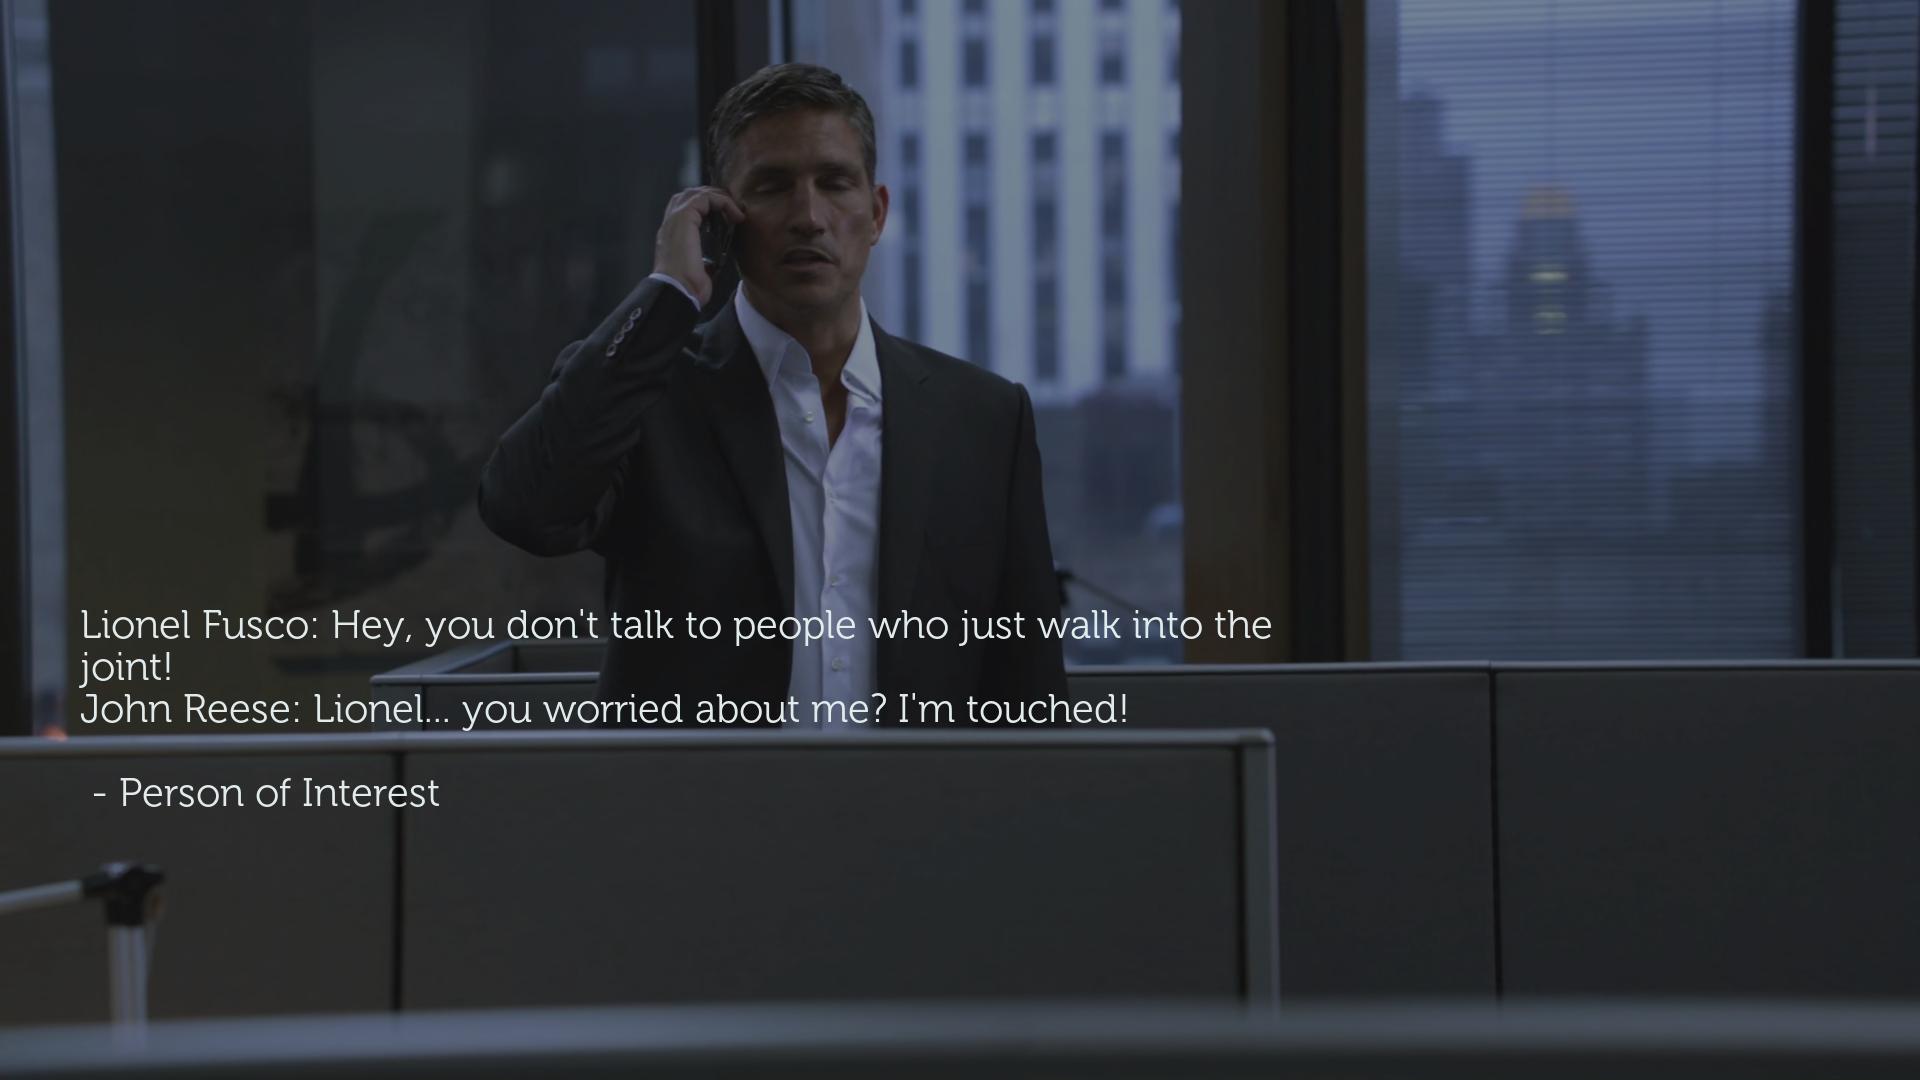 Lionel Fusco: Hey, you don't talk to people who just walk into the
joint!
John Reese: Lionel... you worried about me? I'm touched!
- Person of Interest